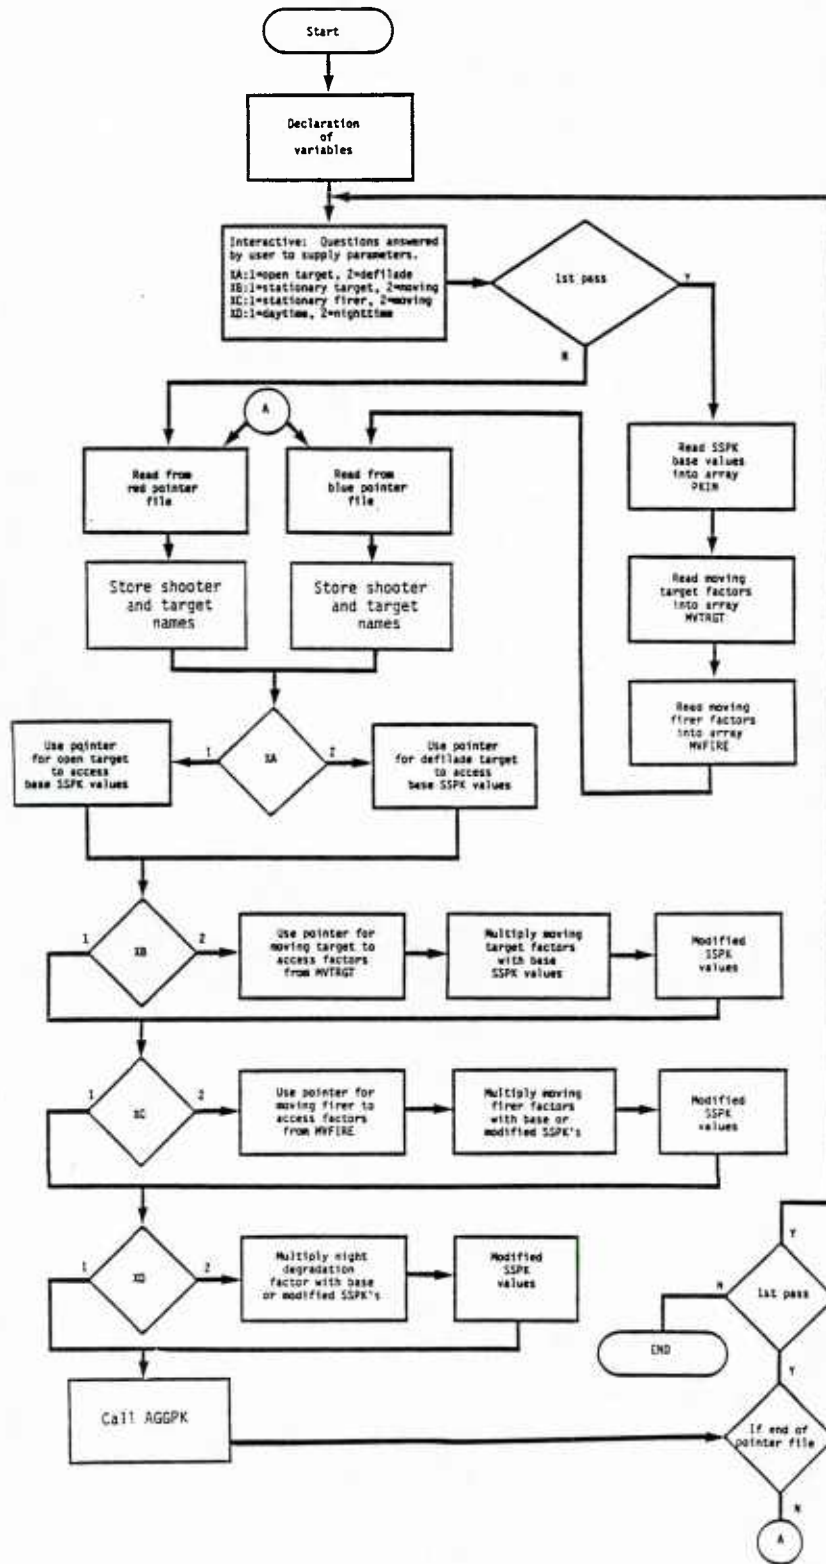 Start
Declaration
of
variables
Interactive: Questions answered
by user to supply parameters.
XA:1=open target, 2=defilade
XB:1=stationary target, 2=moving
XC:1=stationary firer, 2=moving
XD:1=daytime, 2=nighttime
1st pass
Y
N
A
Read from
red pointer
file
Read from
blue pointer
file
Read SSPK
base values
into array
PKIN
Store shooter
and target
names
Store shooter
and target
names
Read moving
target factors
into array
MVTRGT
Read moving
firer factors
into array
MVFIRE
Use pointer
for open target
to access
base SSPK values
1
XA
2
Use pointer
for defilade target
to access
base SSPK values
1
XB
2
Use pointer for
moving target to
access factors
from MVTRGT
Multiply moving
target factors
with base
SSPK values
Modified
SSPK
values
1
XC
2
Use pointer for
moving firer to
access factors
from MVFIRE
Multiply moving
firer factors
with base or
modified SSPK's
Modified
SSPK
values
1
XD
2
Multiply night
degradation
factor with base
or modified SSPK's
Modified
SSPK
values
Y
N
1st pass
END
Y
Call AGGPK
If end of
pointer file
N
A